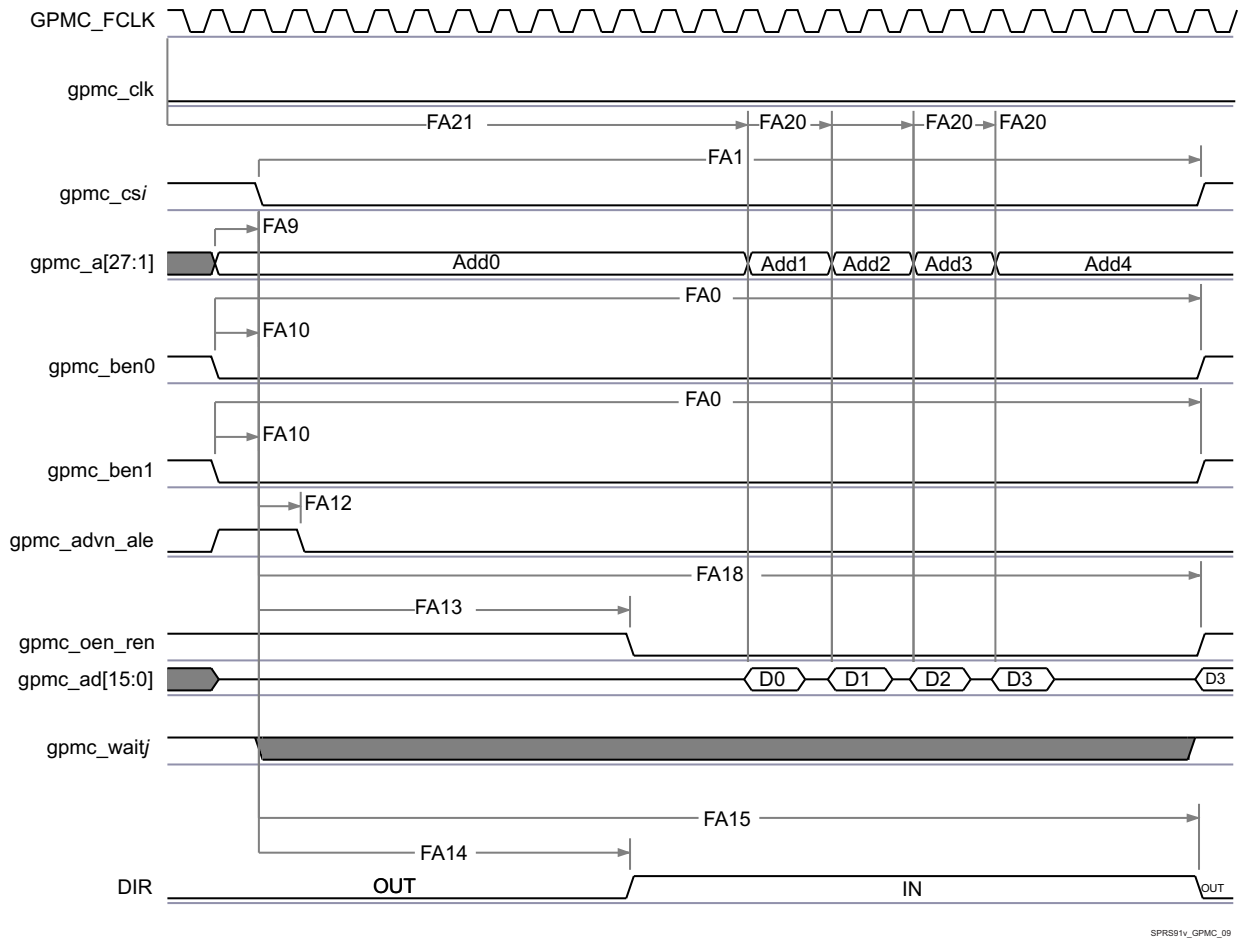 GPMC_FCLK
gpmc_clk
FA21 FA20 FA20 FA20
FA1
gpmc_csi
FA9
gpmc_a[27:1] Add0 Add1 Add2 Add3 Add4
FA0
FA10
gpmc_ben0
FA0
FA10
gpmc_ben1
FA12
gpmc_advn_ale
FA18
FA13
gpmc_oen_ren
gpmc_ad[15:0] D0 D1 D2 D3 D3
gpmc_waitj
FA15
FA14
DIR OUT IN OUT
SPRS91v_GPMC_09